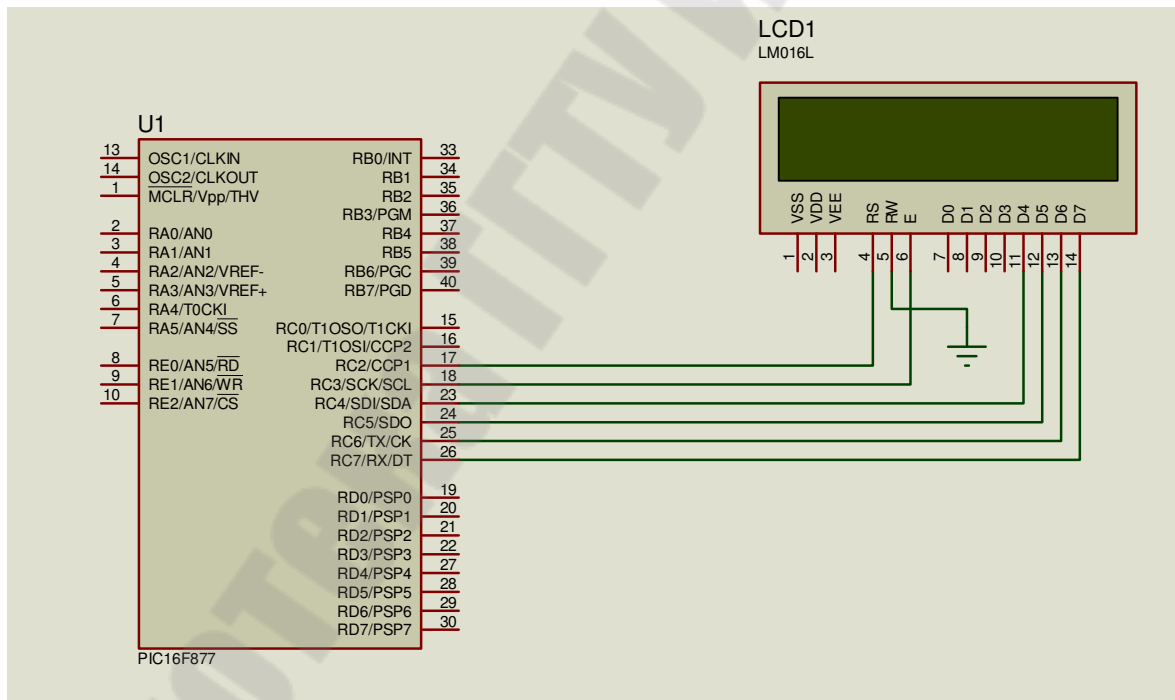 LCD1
LM016L
VSS
VDD
VEE
RS
RW
E
D0
D1
D2
D3
D4
D5
D6
D7
1
2
3
4
5
6
7
8
9
10
11
12
13
14
U1
13 OSC1/CLKIN
14 OSC2/CLKOUT
1 MCLR/Vpp/THV
2 RA0/AN0
3 RA1/AN1
4 RA2/AN2/VREF-
5 RA3/AN3/VREF+
6 RA4/T0CKI
7 RA5/AN4/SS
8 RE0/AN5/RD
9 RE1/AN6/WR
10 RE2/AN7/CS
RB0/INT 33
RB1 34
RB2 35
RB3/PGM 36
RB4 37
RB5 38
RB6/PGC 39
RB7/PGD 40
RC0/T1OSO/T1CKI 15
RC1/T1OSI/CCP2 16
RC2/CCP1 17
RC3/SCK/SCL 18
RC4/SDI/SDA 23
RC5/SDO 24
RC6/TX/CK 25
RC7/RX/DT 26
RD0/PSP0 19
RD1/PSP1 20
RD2/PSP2 21
RD3/PSP3 22
RD4/PSP4 27
RD5/PSP5 28
RD6/PSP6 29
RD7/PSP7 30
PIC16F877